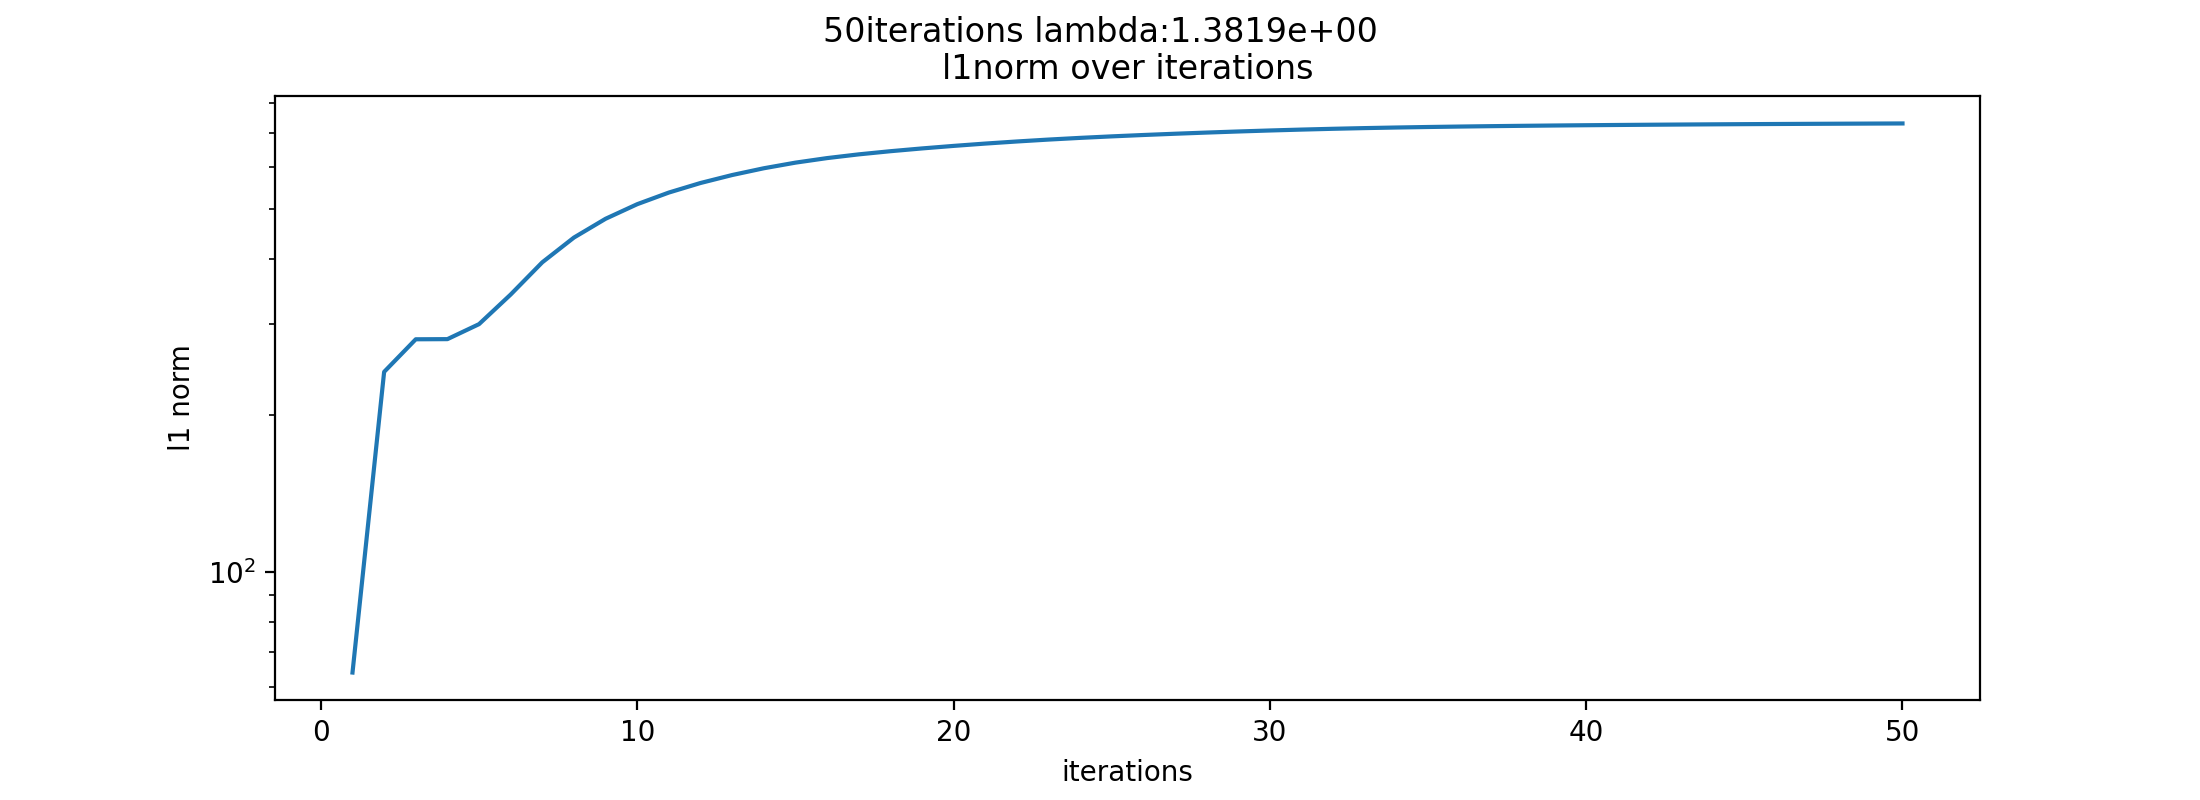 50iterations lambda:1.3819e+00
l1norm over iterations
l1 norm
10²
0 10 20 30 40 50
iterations